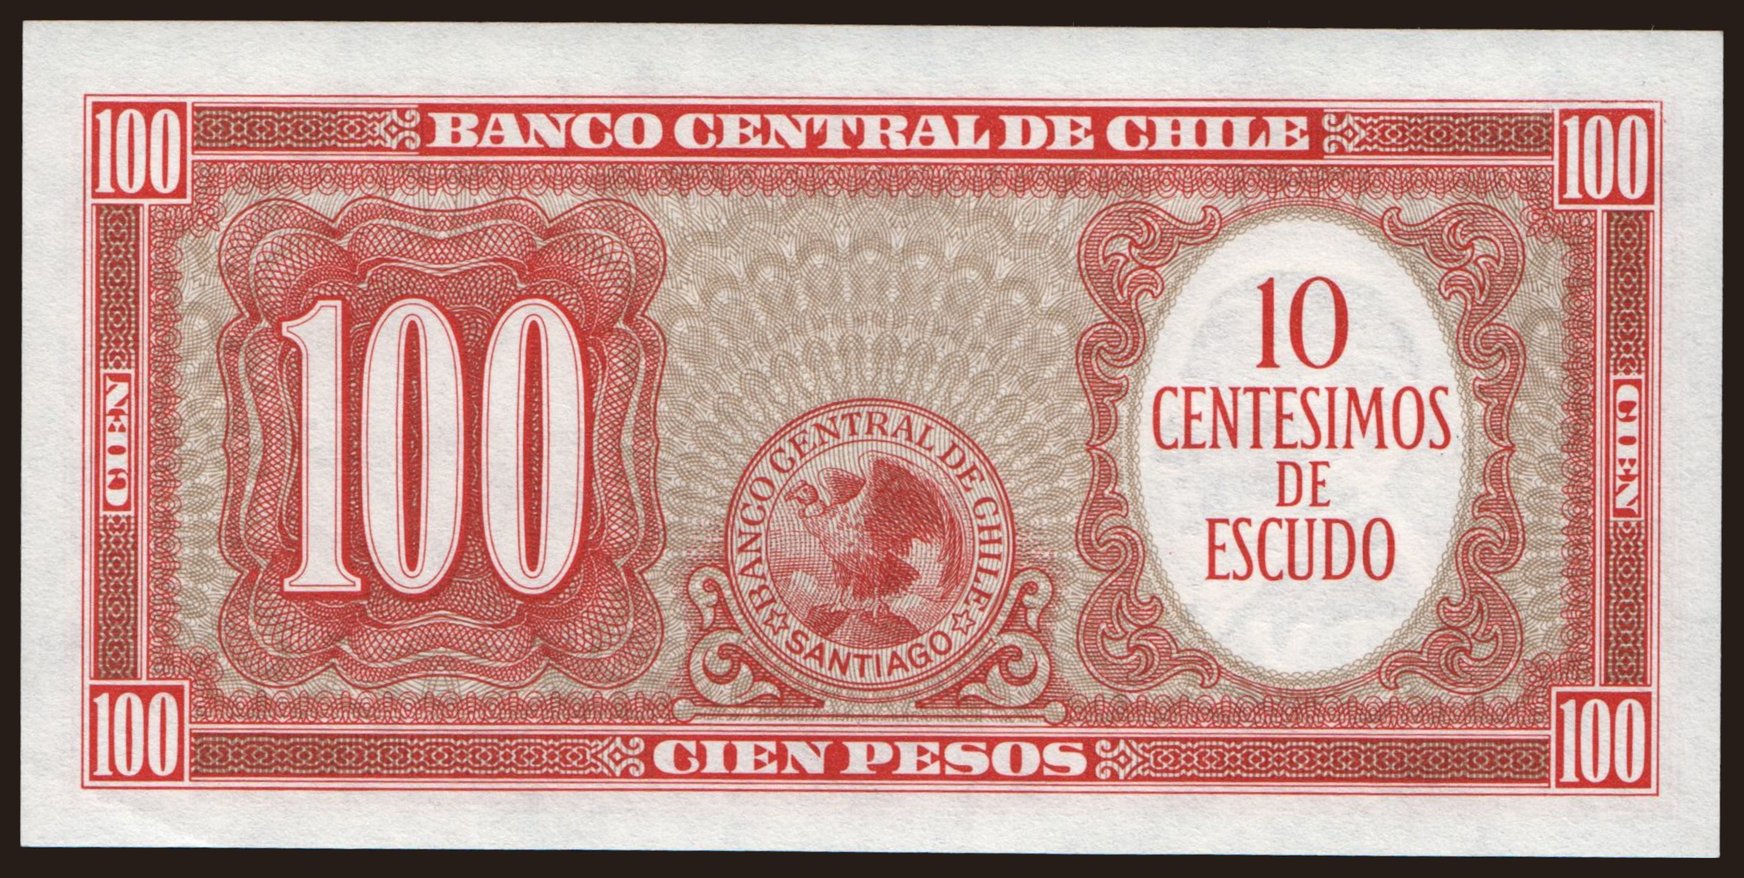 100 BANCO CENTRAL DE CHILE 100
CIEN
100
BANCO CENTRAL DE CHILE
SANTIAGO
10
CENTESIMOS
DE
ESCUDO
CIEN
100 CIEN PESOS 100